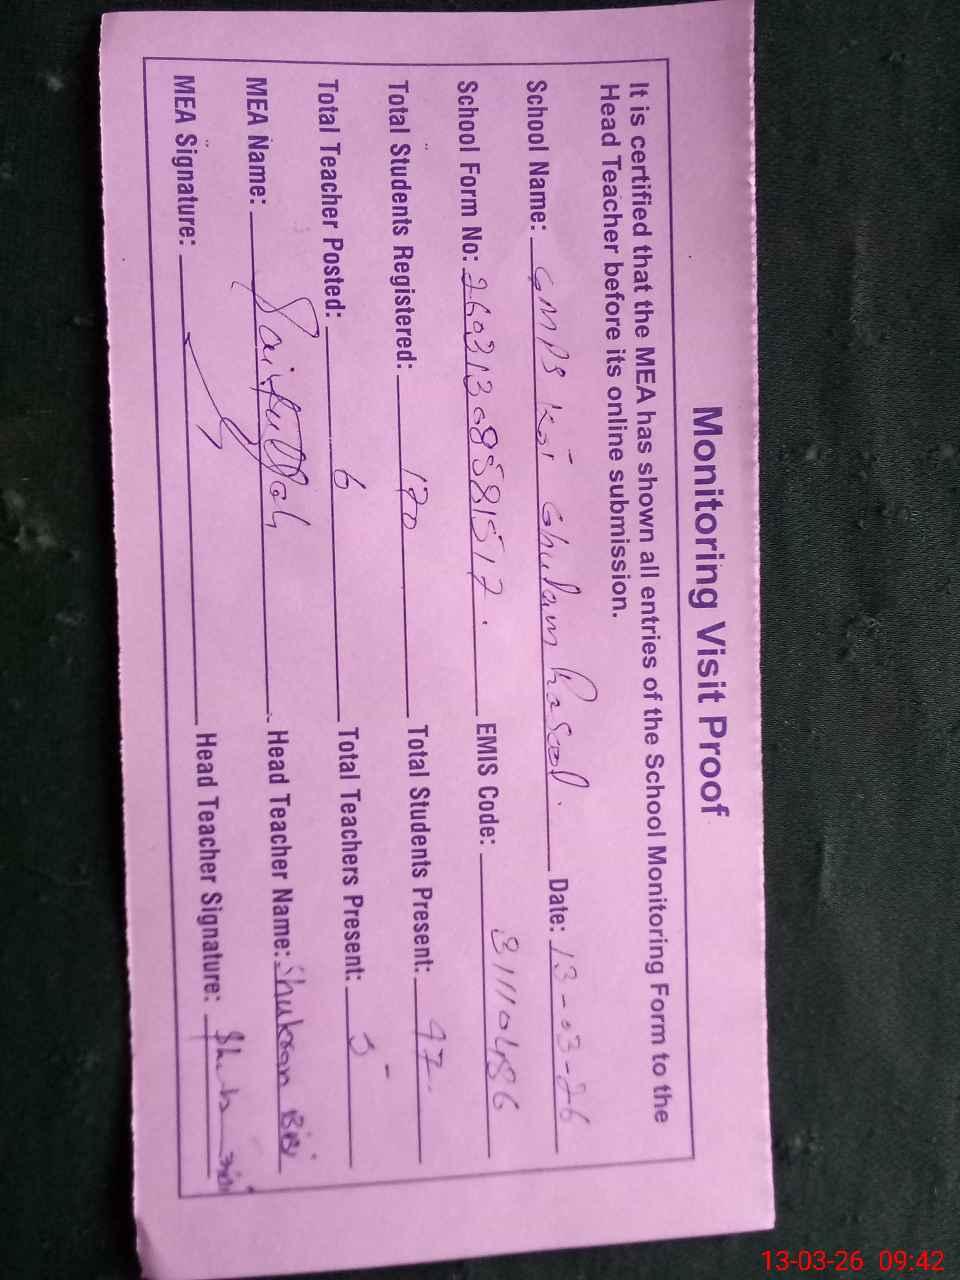 Monitoring Visit Proof
It is certified that the MEA has shown all entries of the School Monitoring Form to the
Head Teacher before its online submission.
School Name: GMPS Kot Ghulam Rasool. Date: 13-03-26
School Form No: 26031308581517. EMIS Code: 31110486
Total Students Registered: 170 Total Students Present: 97.
Total Teacher Posted: 6 Total Teachers Present: 5
MEA Name: Saifullah Head Teacher Name: Shukran BiBi
MEA Signature: Head Teacher Signature:
13-03-26 09:42